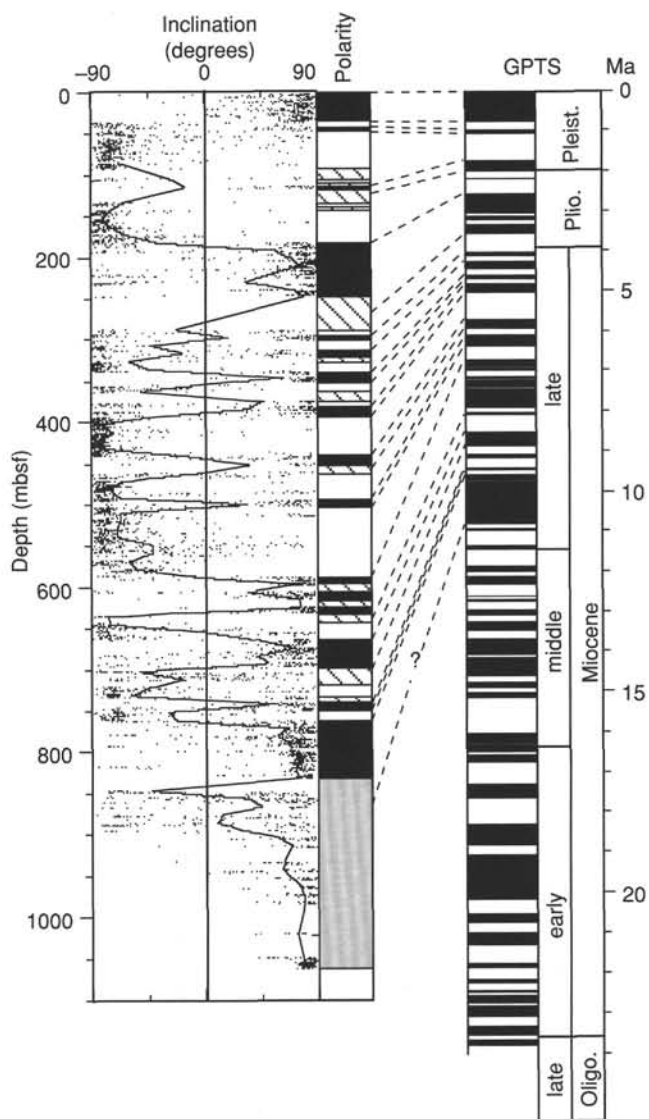 Inclination
(degrees)
–90 0 90
Polarity
GPTS
Ma
0
200
400
600
800
1000
Depth (mbsf)
?
0
5
10
15
20
Pleist.
Plio.
late
middle
early
Miocene
late
Oligo.